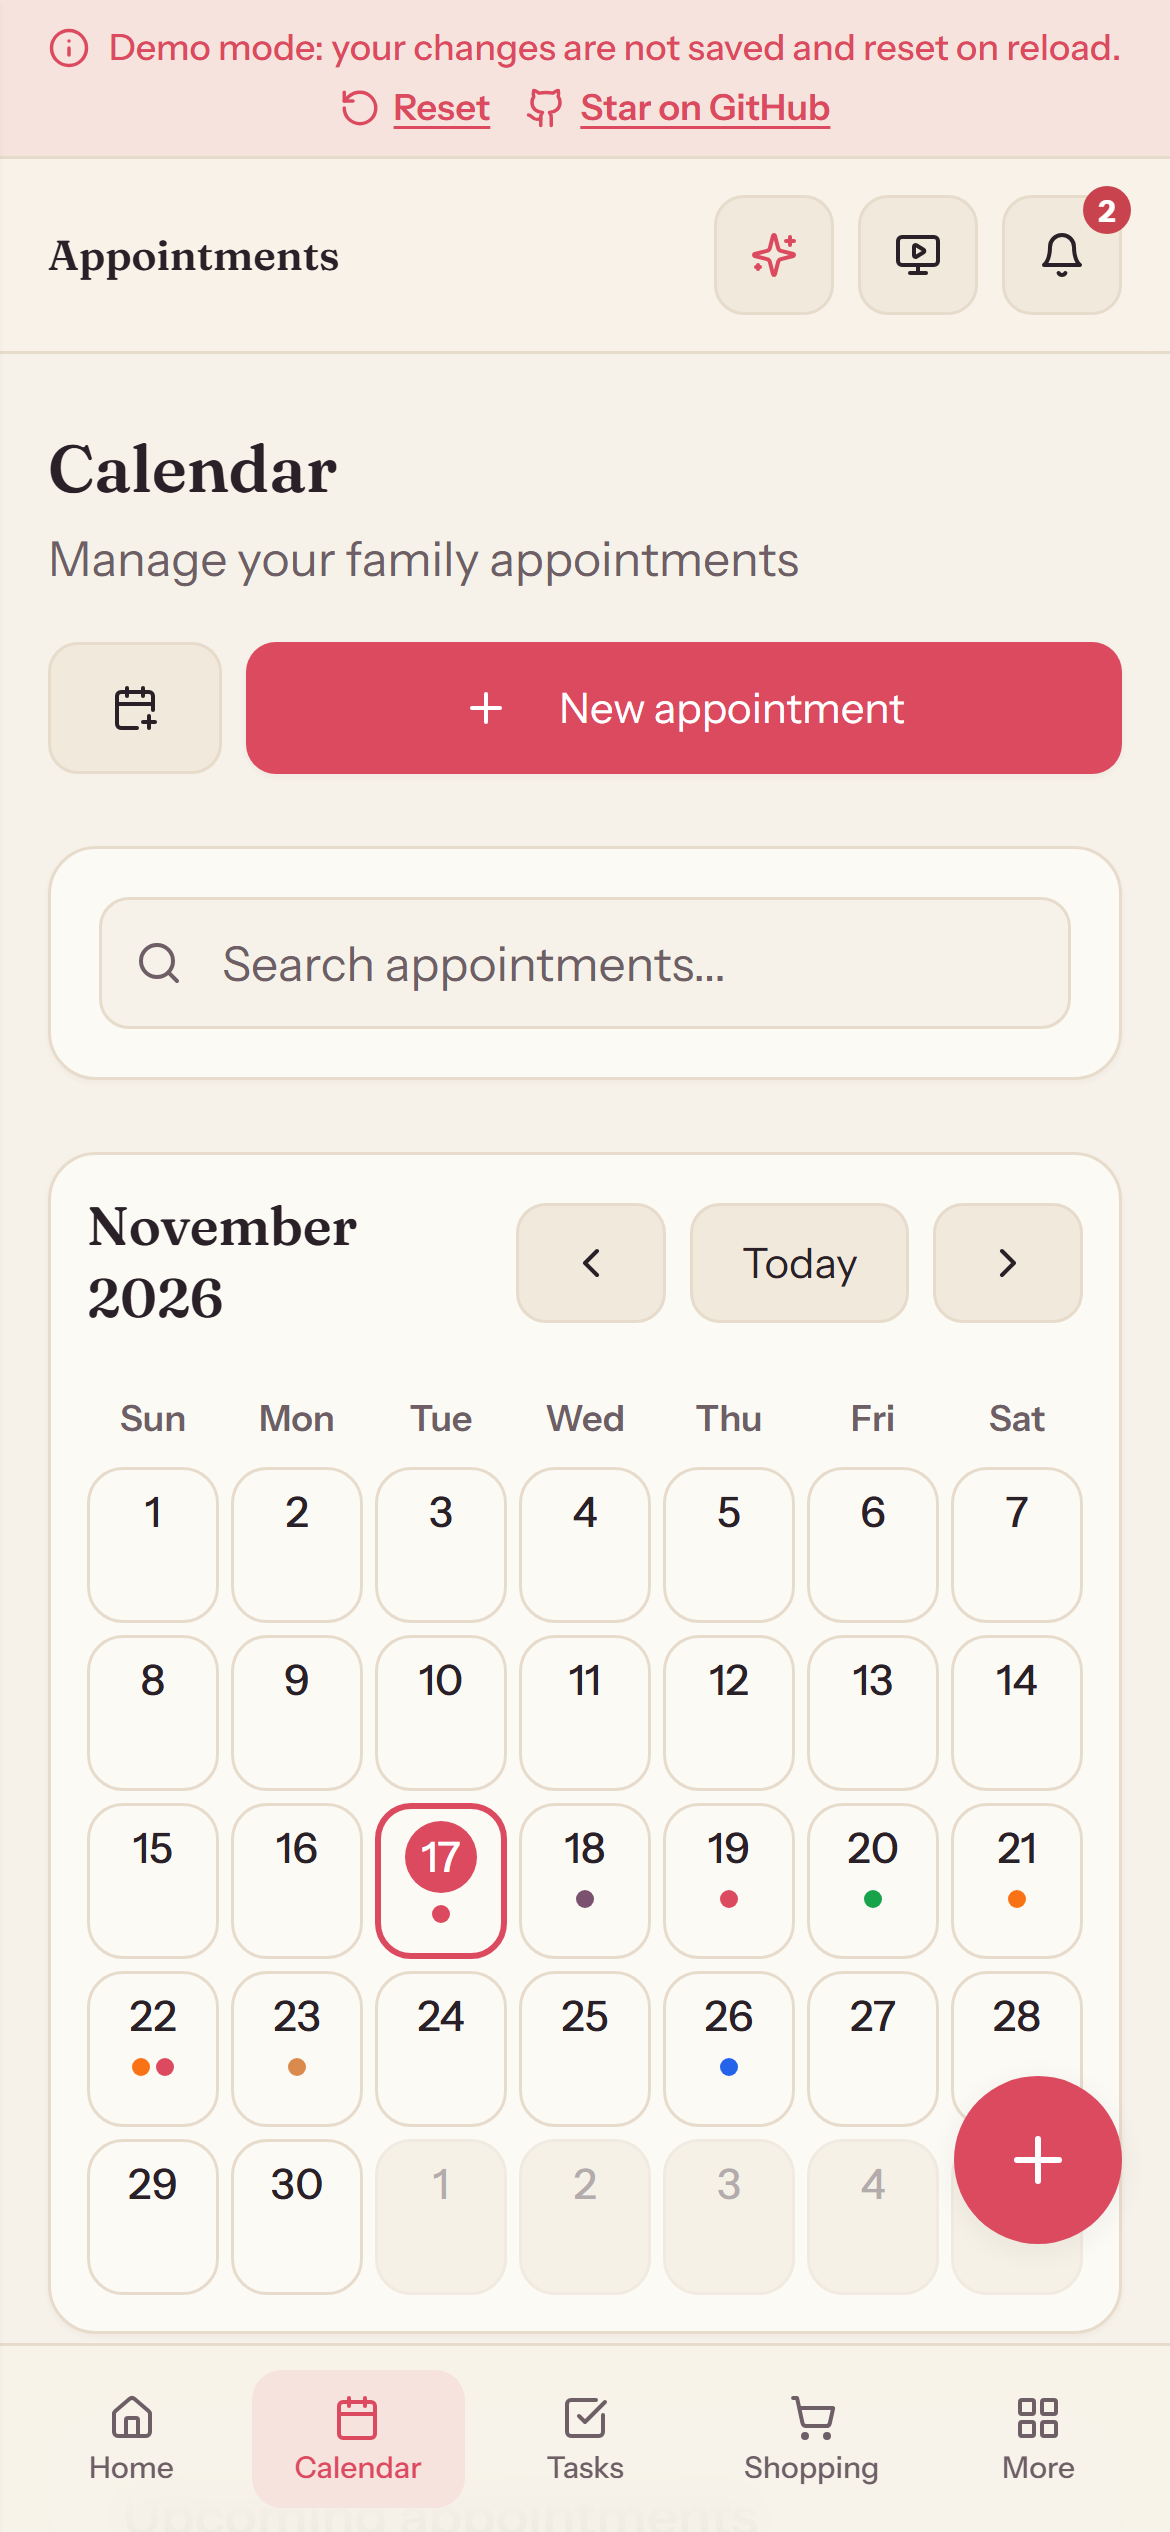 Demo mode: your changes are not saved and reset on reload.
Reset Star on GitHub
Appointments
2
Calendar
Manage your family appointments
New appointment
Search appointments...
November
2026
Today
Sun Mon Tue Wed Thu Fri Sat
1 2 3 4 5 6 7
8 9 10 11 12 13 14
15 16 17 18 19 20 21
22 23 24 25 26 27 28
29 30 1 2 3 4
Home Calendar Tasks Shopping More
Upcoming appointments